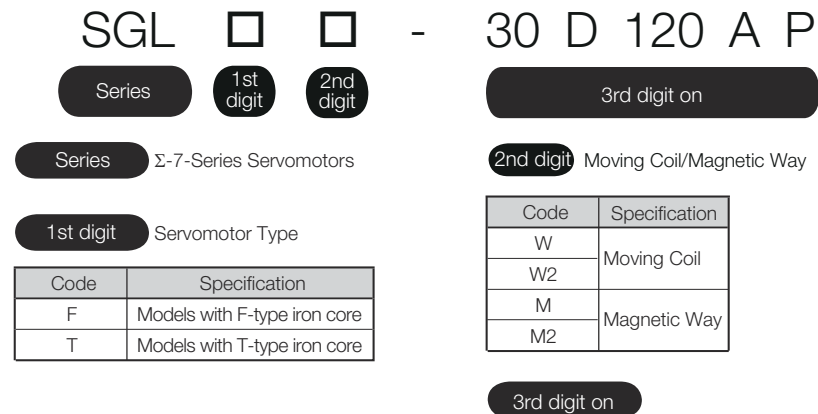 SGL □ □ - 30 D 120 A P
Series 1st digit 2nd digit 3rd digit on
Series Σ-7-Series Servomotors
1st digit Servomotor Type
Code Specification
F Models with F-type iron core
T Models with T-type iron core
2nd digit Moving Coil/Magnetic Way
Code Specification
W Moving Coil
W2
M Magnetic Way
M2
3rd digit on